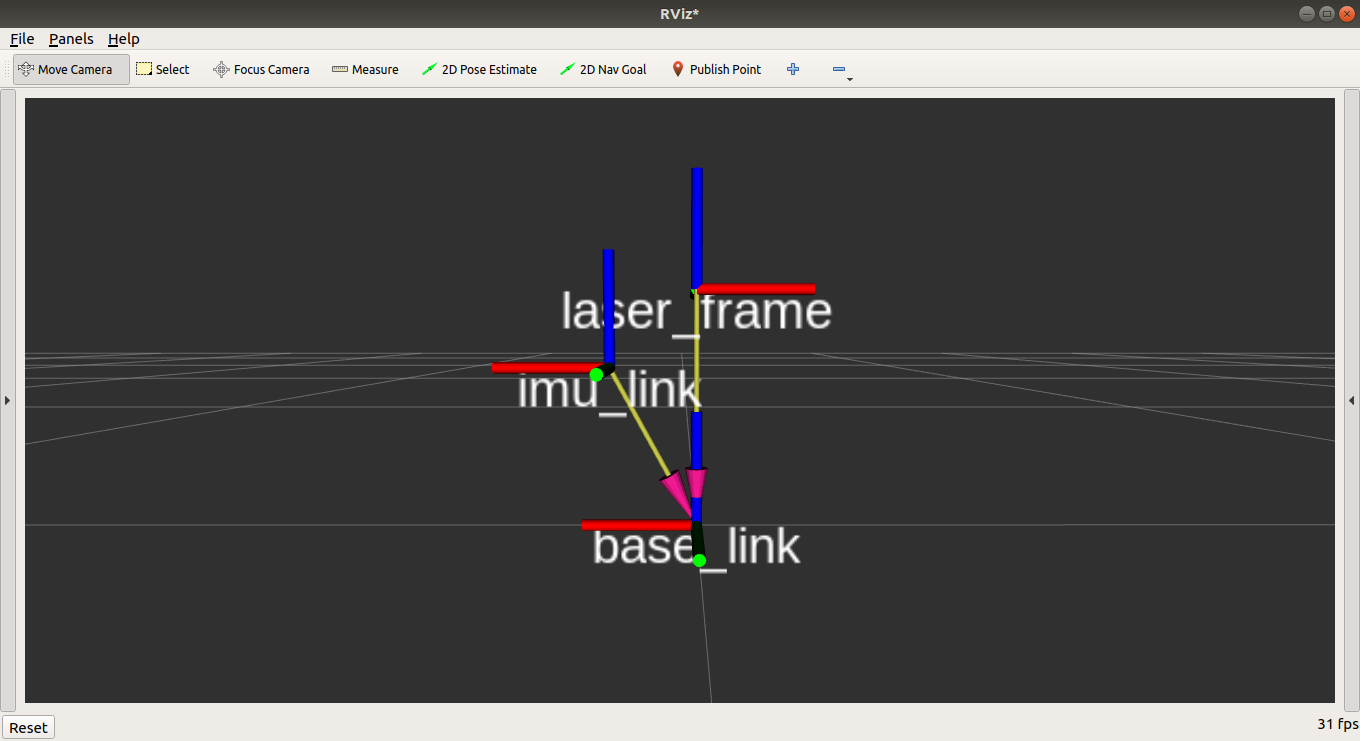 RViz*
File Panels Help
Move Camera Select Focus Camera Measure 2D Pose Estimate 2D Nav Goal Publish Point
laser_frame
imu_link
base_link
Reset 31 fps